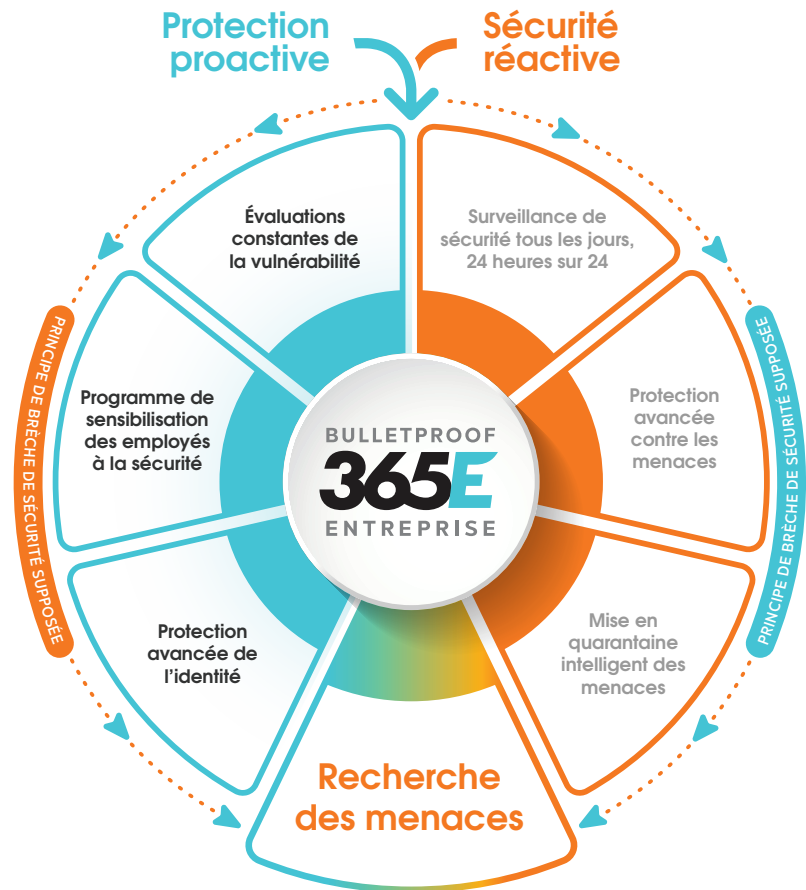 Protection
proactive
Sécurité
réactive
Évaluations
constantes de
la vulnérabilité
Surveillance de
sécurité tous les jours,
24 heures sur 24
Programme de
sensibilisation
des employés
à la sécurité
Protection
avancée
contre les
menaces
BULLETPROOF
365E
ENTREPRISE
PRINCIPE DE BRÈCHE DE SÉCURITÉ SUPPOSÉE
PRINCIPE DE BRÈCHE DE SÉCURITÉ SUPPOSÉE
Protection
avancée de
l’identité
Mise en
quarantaine
intelligent des
menaces
Recherche
des menaces